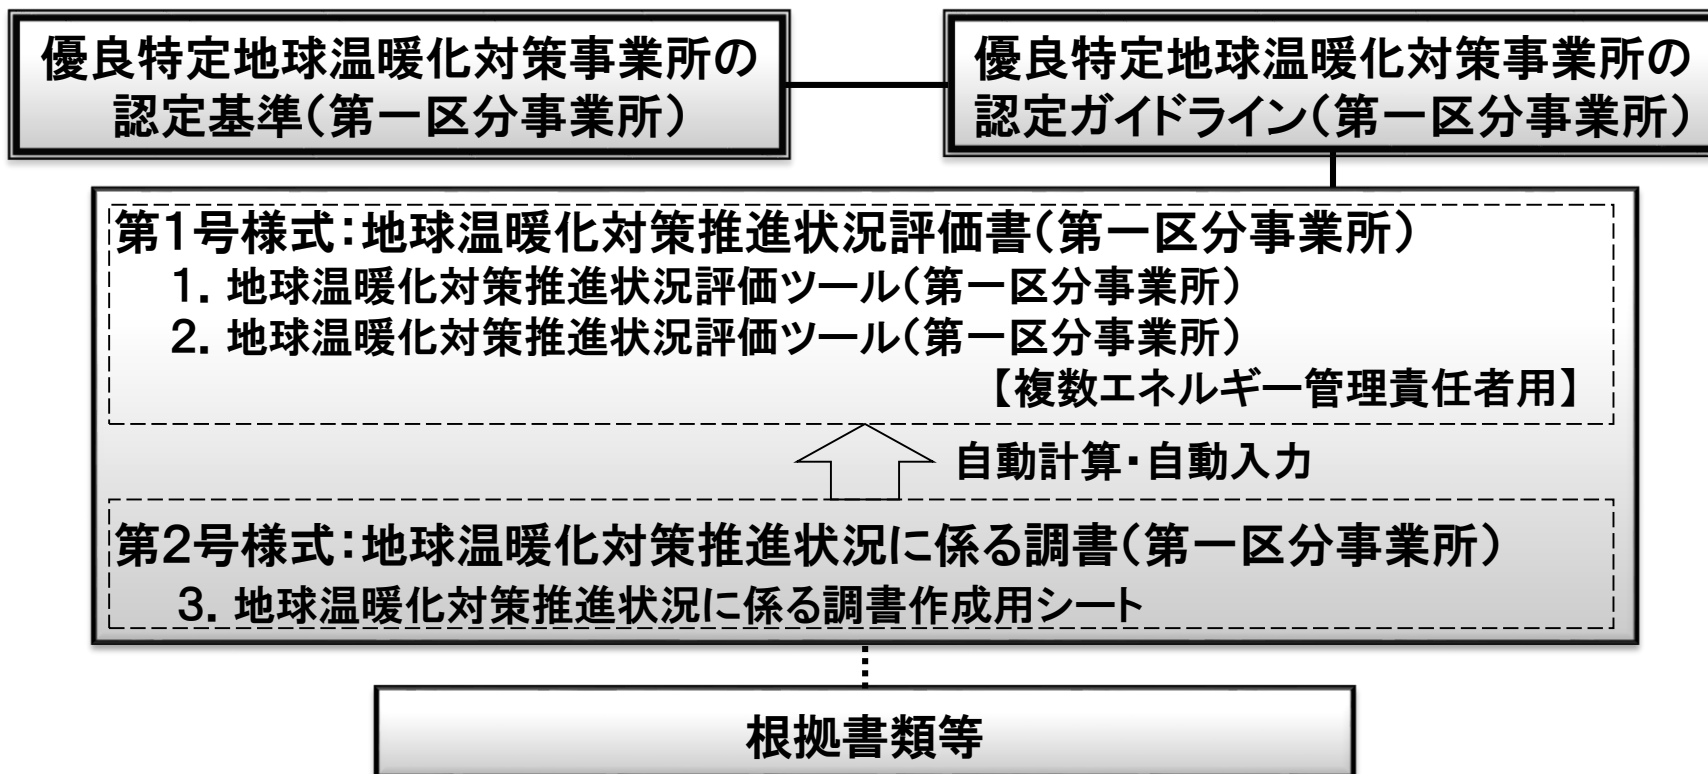 優良特定地球温暖化対策事業所の
認定基準（第一区分事業所）
優良特定地球温暖化対策事業所の
認定ガイドライン（第一区分事業所）
第１号様式：地球温暖化対策推進状況評価書（第一区分事業所）
１．地球温暖化対策推進状況評価ツール（第一区分事業所）
２．地球温暖化対策推進状況評価ツール（第一区分事業所）
【複数エネルギー管理責任者用】
自動計算・自動入力
第２号様式：地球温暖化対策推進状況に係る調書（第一区分事業所）
３．地球温暖化対策推進状況に係る調書作成用シート
根拠書類等